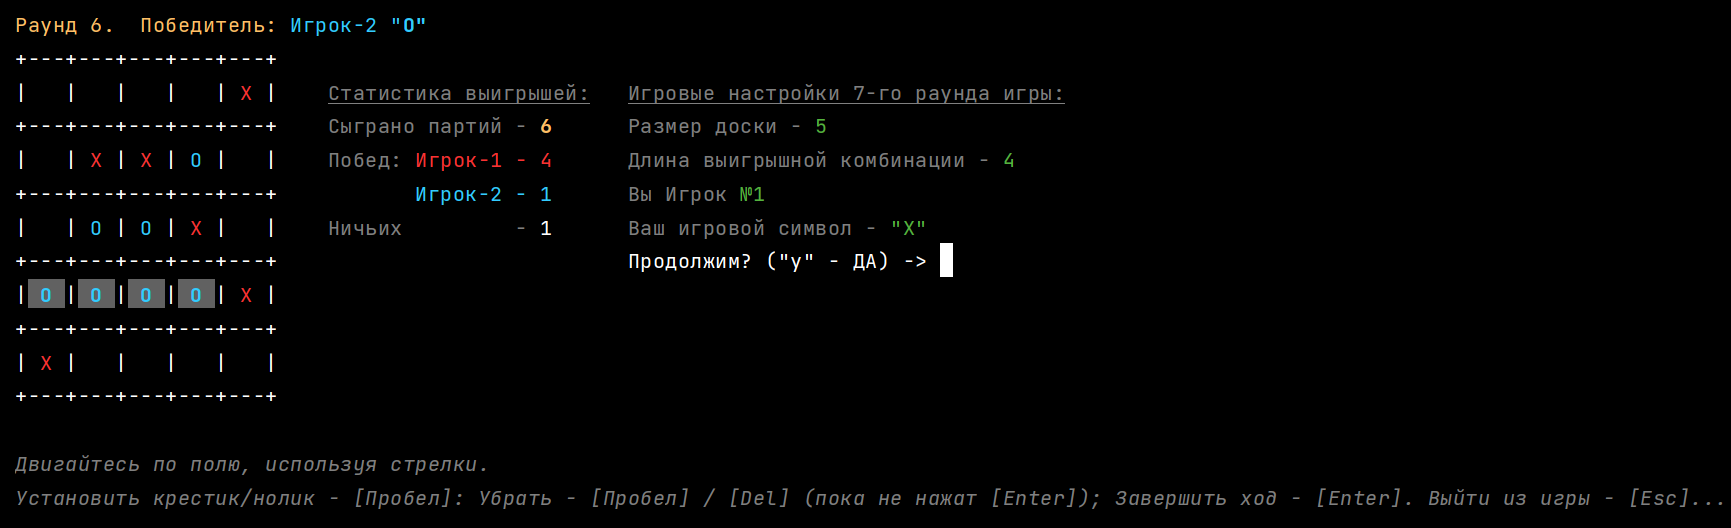 Раунд 6.  Победитель: Игрок-2 "O"
+---+---+---+---+---+
|   |   |   |   | X |    Статистика выигрышей:   Игровые настройки 7-го раунда игры:
+---+---+---+---+---+    Сыграно партий - 6      Размер доски - 5
|   | X | X | O |   |    Побед: Игрок-1 - 4      Длина выигрышной комбинации - 4
+---+---+---+---+---+           Игрок-2 - 1      Вы Игрок №1
|   | O | O | X |   |    Ничьих         - 1      Ваш игровой символ - "X"
+---+---+---+---+---+                            Продолжим? ("y" - ДА) ->
| O | O | O | O | X |
+---+---+---+---+---+
| X |   |   |   |   |
+---+---+---+---+---+
Двигайтесь по полю, используя стрелки.
Установить крестик/нолик - [Пробел]: Убрать - [Пробел] / [Del] (пока не нажат [Enter]); Завершить ход - [Enter]. Выйти из игры - [Esc]...